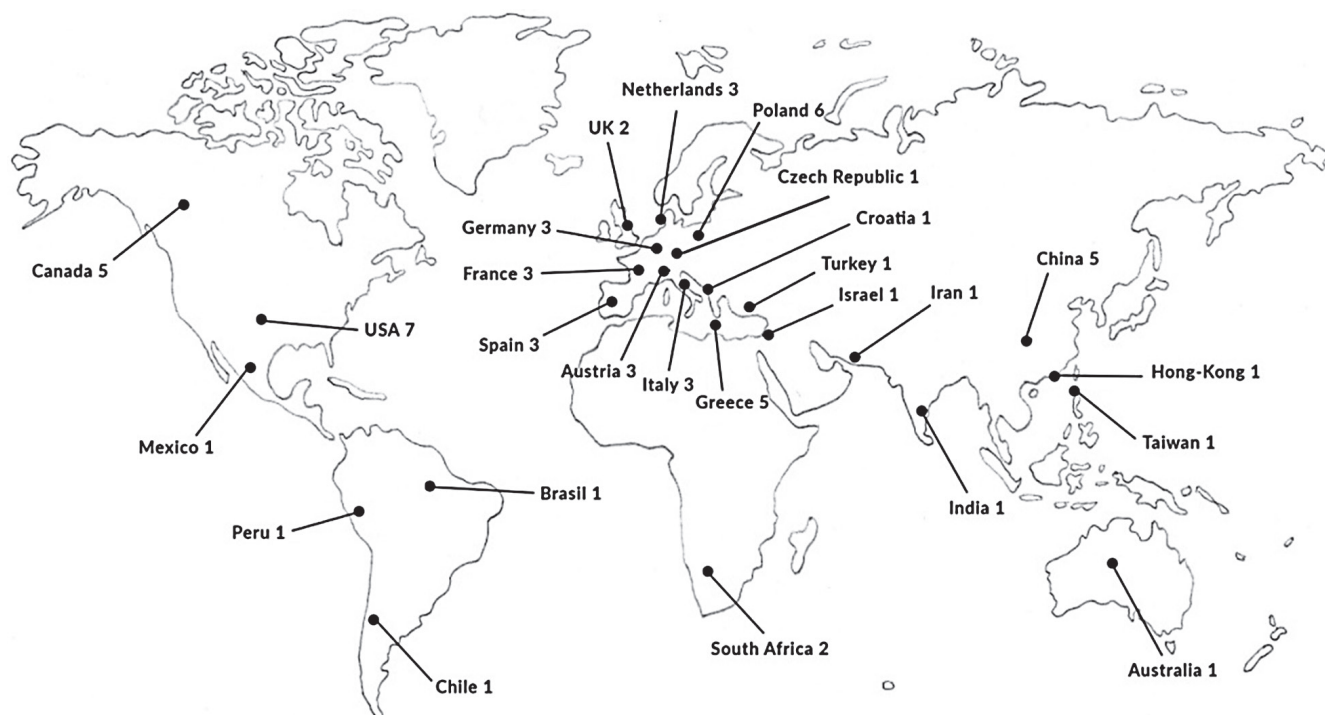 Netherlands 3
Poland 6
UK 2
Czech Republic 1
Croatia 1
Germany 3
France 3
Turkey 1
China 5
Canada 5
Israel 1
Iran 1
USA 7
Spain 3
Austria 3
Italy 3
Greece 5
Hong-Kong 1
Mexico 1
Taiwan 1
Brasil 1
India 1
Peru 1
South Africa 2
Australia 1
Chile 1